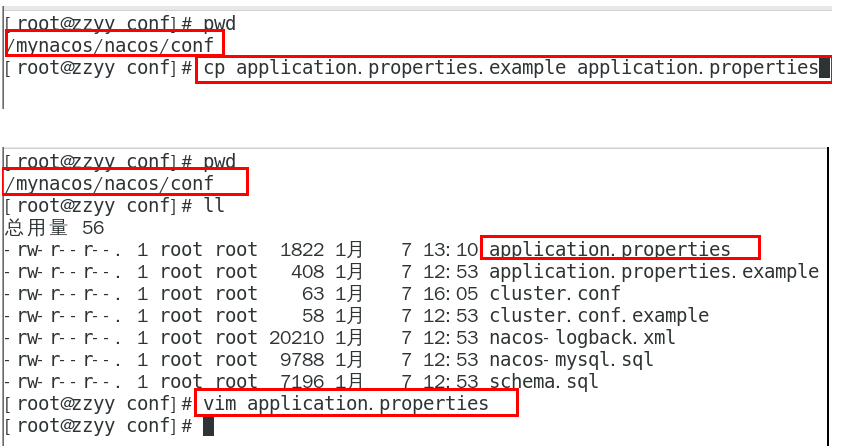 [root@zzyy conf]# pwd
/mynacos/nacos/conf
[root@zzyy conf]# cp application.properties.example application.properties
[root@zzyy conf]# pwd
/mynacos/nacos/conf
[root@zzyy conf]# ll
总用量 56
-rw-r--r--. 1 root root  1822 1月   7 13:10 application.properties
-rw-r--r--. 1 root root   408 1月   7 12:53 application.properties.example
-rw-r--r--. 1 root root    63 1月   7 16:05 cluster.conf
-rw-r--r--. 1 root root    58 1月   7 12:53 cluster.conf.example
-rw-r--r--. 1 root root 20210 1月   7 12:53 nacos-logback.xml
-rw-r--r--. 1 root root  9788 1月   7 12:53 nacos-mysql.sql
-rw-r--r--. 1 root root  7196 1月   7 12:53 schema.sql
[root@zzyy conf]# vim application.properties
[root@zzyy conf]#